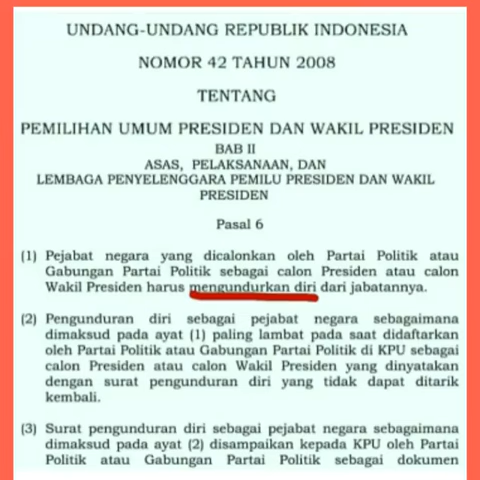 UNDANG-UNDANG REPUBLIK INDONESIA
NOMOR 42 TAHUN 2008
TENTANG
PEMILIHAN UMUM PRESIDEN DAN WAKIL PRESIDEN
BAB II
ASAS, PELAKSANAAN, DAN
LEMBAGA PENYELENGGARA PEMILU PRESIDEN DAN WAKIL
PRESIDEN
Pasal 6
(1) Pejabat negara yang dicalonkan oleh Partai Politik atau
Gabungan Partai Politik sebagai calon Presiden atau calon
Wakil Presiden harus mengundurkan diri dari jabatannya.
(2) Pengunduran diri sebagai pejabat negara sebagaimana
dimaksud pada ayat (1) paling lambat pada saat didaftarkan
oleh Partai Politik atau Gabungan Partai Politik di KPU sebagai
calon Presiden atau calon Wakil Presiden yang dinyatakan
dengan surat pengunduran diri yang tidak dapat ditarik
kembali.
(3) Surat pengunduran diri sebagai pejabat negara sebagaimana
dimaksud pada ayat (2) disampaikan kepada KPU oleh Partai
Politik atau Gabungan Partai Politik sebagai dokumen